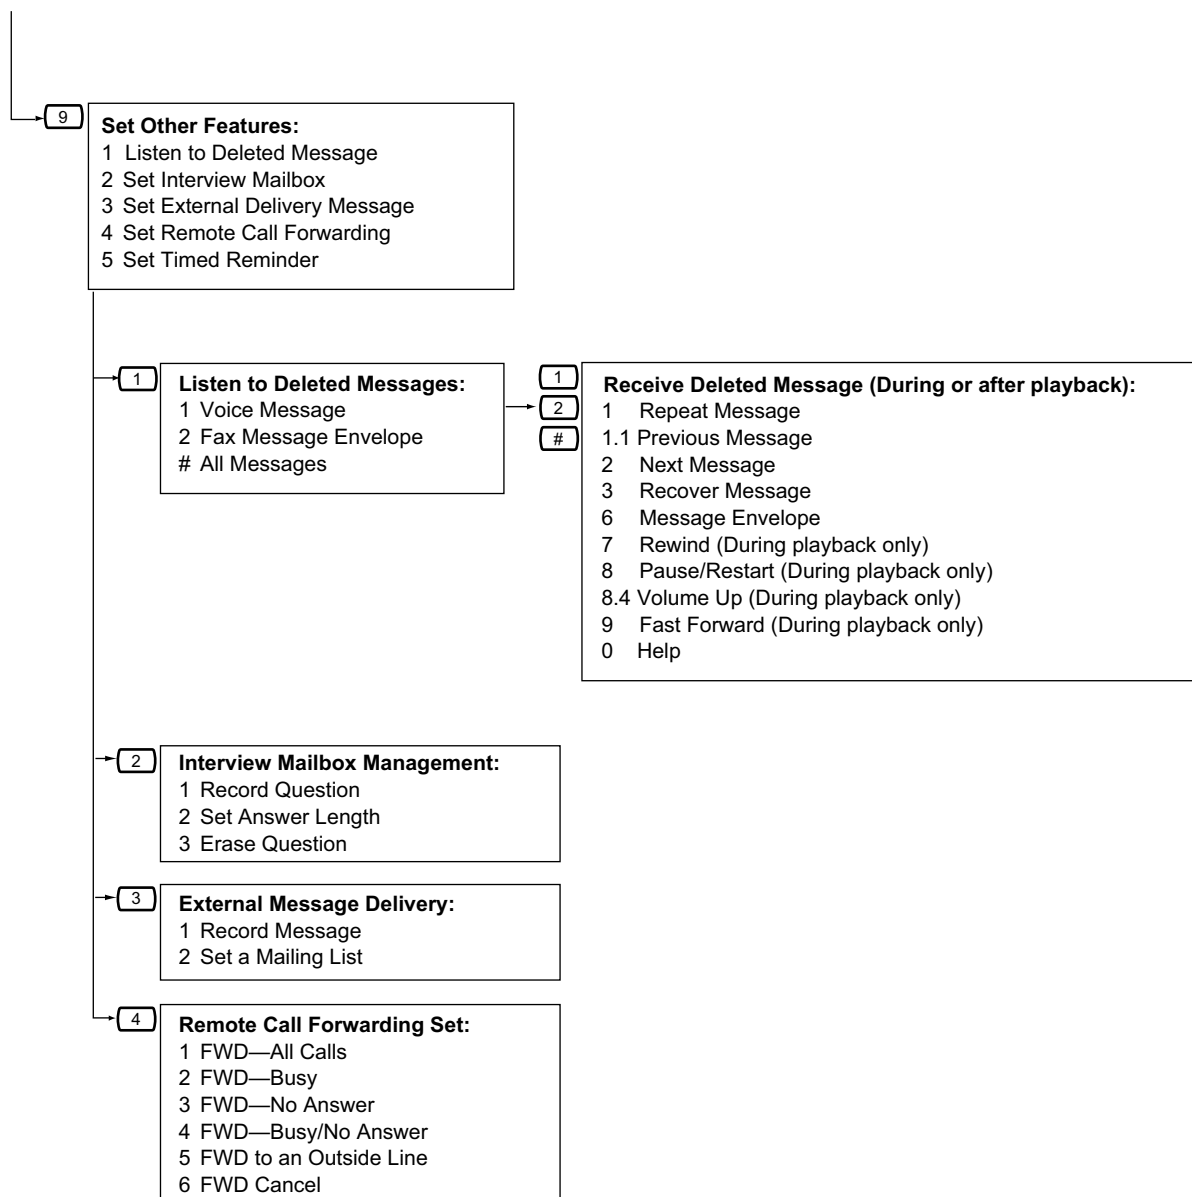 9
Set Other Features:
1 Listen to Deleted Message
2 Set Interview Mailbox
3 Set External Delivery Message
4 Set Remote Call Forwarding
5 Set Timed Reminder
1
Listen to Deleted Messages:
1 Voice Message
2 Fax Message Envelope
# All Messages
1
2
#
Receive Deleted Message (During or after playback):
1 Repeat Message
1.1 Previous Message
2 Next Message
3 Recover Message
6 Message Envelope
7 Rewind (During playback only)
8 Pause/Restart (During playback only)
8.4 Volume Up (During playback only)
9 Fast Forward (During playback only)
0 Help
2
Interview Mailbox Management:
1 Record Question
2 Set Answer Length
3 Erase Question
3
External Message Delivery:
1 Record Message
2 Set a Mailing List
4
Remote Call Forwarding Set:
1 FWD—All Calls
2 FWD—Busy
3 FWD—No Answer
4 FWD—Busy/No Answer
5 FWD to an Outside Line
6 FWD Cancel